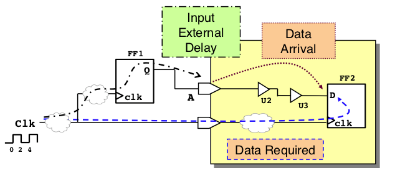 Input
External
Delay
Data
Arrival
FF1
Q
clk
A
U2
U3
FF2
D
clk
Clk
0 2 4
Data Required